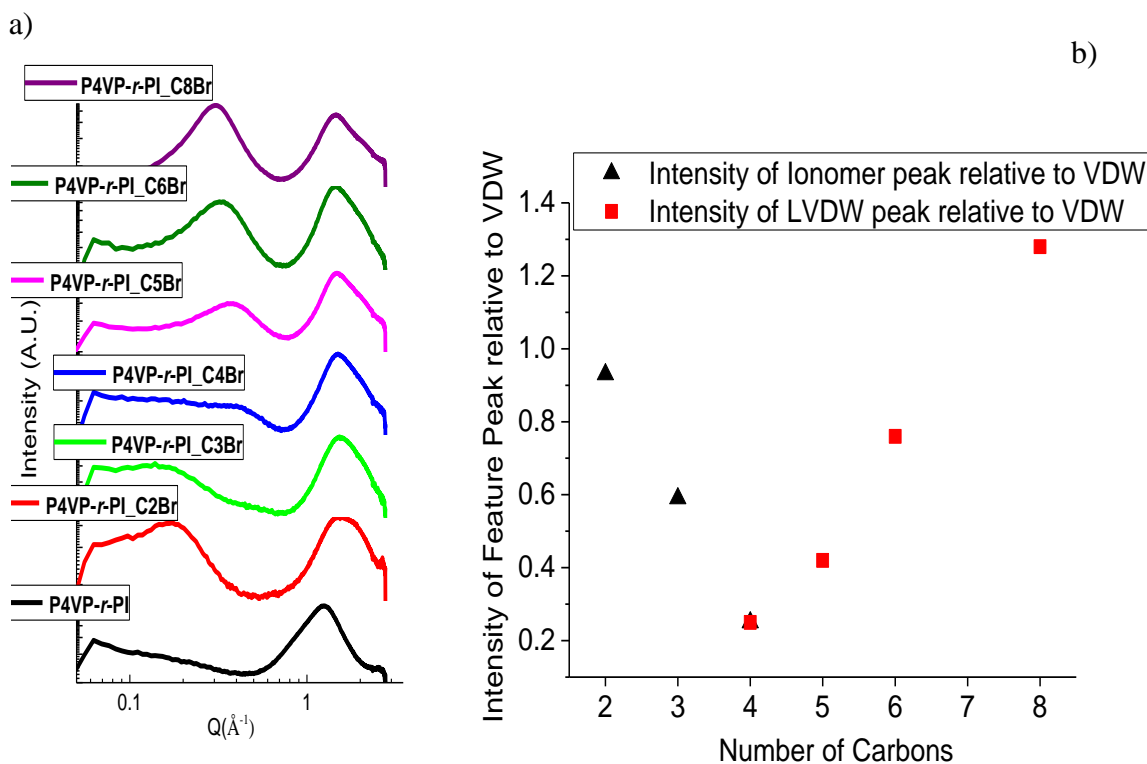 a)
P4VP-r-PI_C8Br
P4VP-r-PI_C6Br
P4VP-r-PI_C5Br
P4VP-r-PI_C4Br
P4VP-r-PI_C3Br
P4VP-r-PI_C2Br
P4VP-r-PI
Intensity (A.U.)
0.1 1
Q(Å⁻¹)
b)
Intensity of Ionomer peak relative to VDW
Intensity of LVDW peak relative to VDW
Intensity of Feature Peak relative to VDW
1.4
1.2
1.0
0.8
0.6
0.4
0.2
2 3 4 5 6 7 8
Number of Carbons